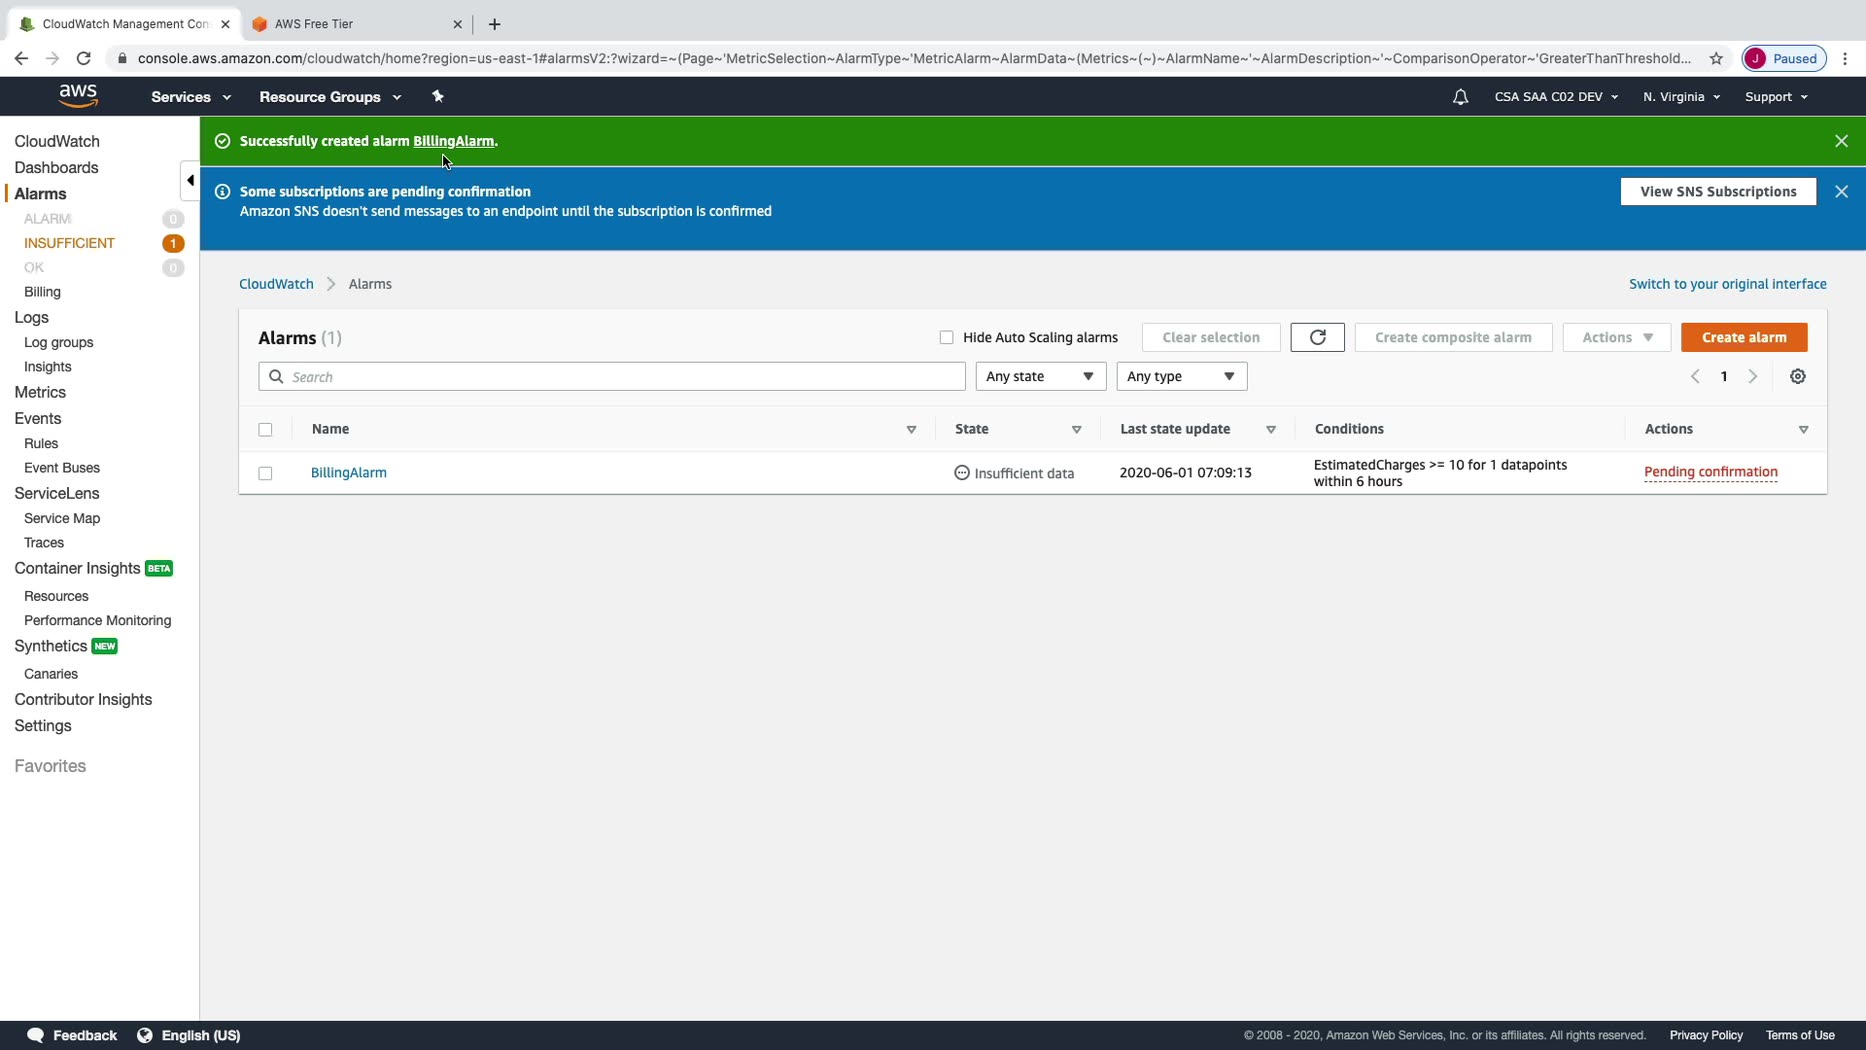 CloudWatch Management Con
AWS Free Tier
console.aws.amazon.com/cloudwatch/home?region=us-east-1#alarmsV2:?wizard=~(Page~'MetricSelection~AlarmType~'MetricAlarm~AlarmData~(Metrics~(~)~AlarmName~'~AlarmDescription~'~ComparisonOperator~'GreaterThanThreshold...
J Paused
aws
Services
Resource Groups
CSA SAA C02 DEV
N. Virginia
Support
CloudWatch
Dashboards
Alarms
ALARM 0
INSUFFICIENT 1
OK 0
Billing
Logs
Log groups
Insights
Metrics
Events
Rules
Event Buses
ServiceLens
Service Map
Traces
Container Insights BETA
Resources
Performance Monitoring
Synthetics NEW
Canaries
Contributor Insights
Settings
Favorites
Successfully created alarm BillingAlarm.
Some subscriptions are pending confirmation
Amazon SNS doesn't send messages to an endpoint until the subscription is confirmed
View SNS Subscriptions
CloudWatch
Alarms
Switch to your original interface
Alarms (1)
Hide Auto Scaling alarms
Clear selection
Create composite alarm
Actions
Create alarm
Search
Any state
Any type
1
Name
State
Last state update
Conditions
Actions
BillingAlarm
Insufficient data
2020-06-01 07:09:13
EstimatedCharges >= 10 for 1 datapoints
within 6 hours
Pending confirmation
Feedback
English (US)
© 2008 - 2020, Amazon Web Services, Inc. or its affiliates. All rights reserved.
Privacy Policy
Terms of Use